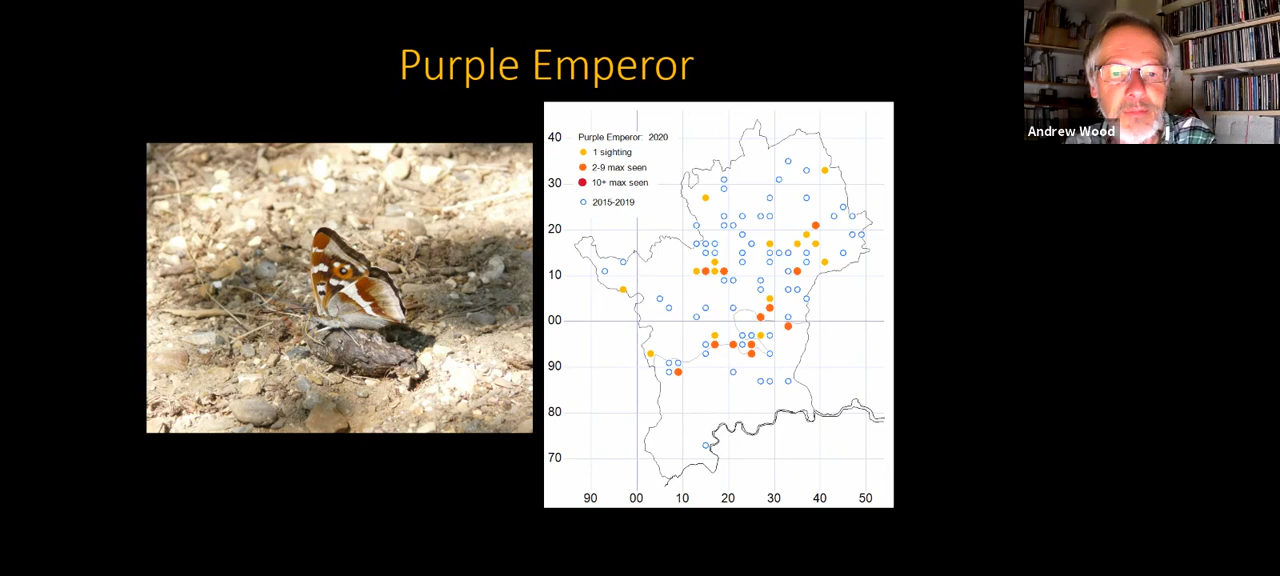 Purple Emperor
Andrew Wood
Purple Emperor: 2020
1 sighting
2-9 max seen
10+ max seen
2015-2019
40
30
20
10
00
90
80
70
90 00 10 20 30 40 50